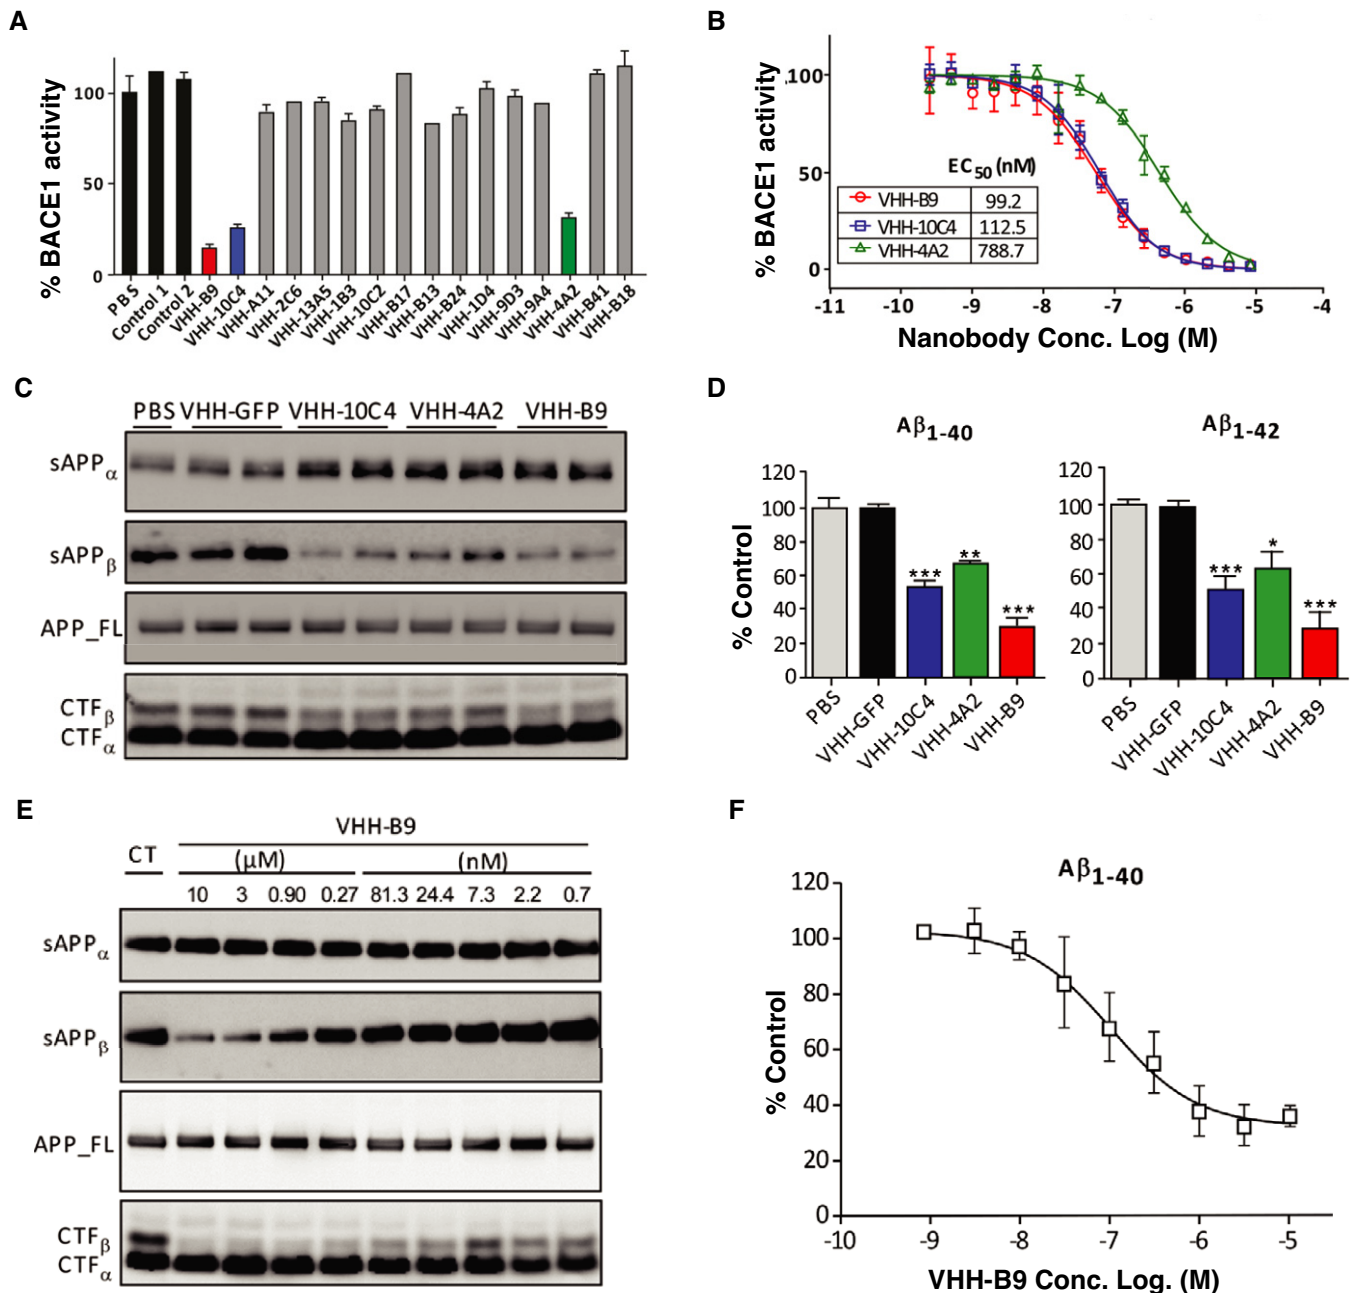 A
% BACE1 activity
100
50
0
PBS
Control 1
Control 2
VHH-B9
VHH-10C4
VHH-A11
VHH-2C6
VHH-13A5
VHH-1B3
VHH-10C2
VHH-B17
VHH-B13
VHH-B24
VHH-1D4
VHH-9D3
VHH-9A4
VHH-4A2
VHH-B41
VHH-B18
B
% BACE1 activity
100
50
0
EC50 (nM)
VHH-B9 99.2
VHH-10C4 112.5
VHH-4A2 788.7
-11 -10 -9 -8 -7 -6 -5 -4
Nanobody Conc. Log (M)
C
PBS VHH-GFP VHH-10C4 VHH-4A2 VHH-B9
sAPPα
sAPPβ
APP_FL
CTFβ
CTFα
D
Aβ1-40
% Control
120
100
80
60
40
20
0
***
**
***
PBS
VHH-GFP
VHH-10C4
VHH-4A2
VHH-B9
Aβ1-42
120
100
80
60
40
20
0
***
*
***
PBS
VHH-GFP
VHH-10C4
VHH-4A2
VHH-B9
E
VHH-B9
CT (µM) (nM)
10 3 0.90 0.27 81.3 24.4 7.3 2.2 0.7
sAPPα
sAPPβ
APP_FL
CTFβ
CTFα
F
Aβ1-40
% Control
120
100
80
60
40
20
0
-10 -9 -8 -7 -6 -5
VHH-B9 Conc. Log. (M)